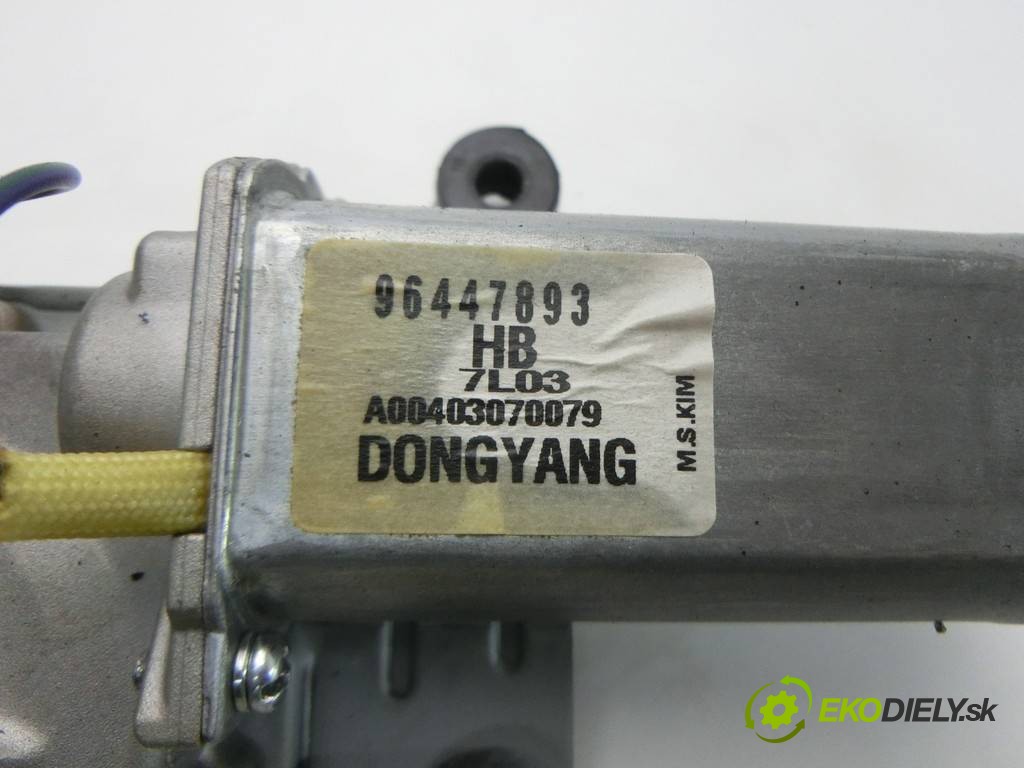 96447893
HB
7L03
A00403070079
DONGYANG
M.S.KIM
EKODIELY.sk